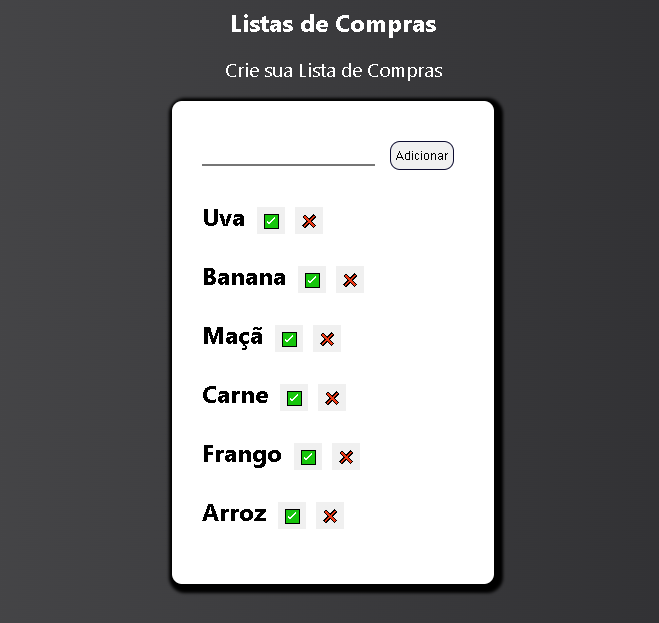 Listas de Compras
Crie sua Lista de Compras
Adicionar
Uva
Banana
Maçã
Carne
Frango
Arroz